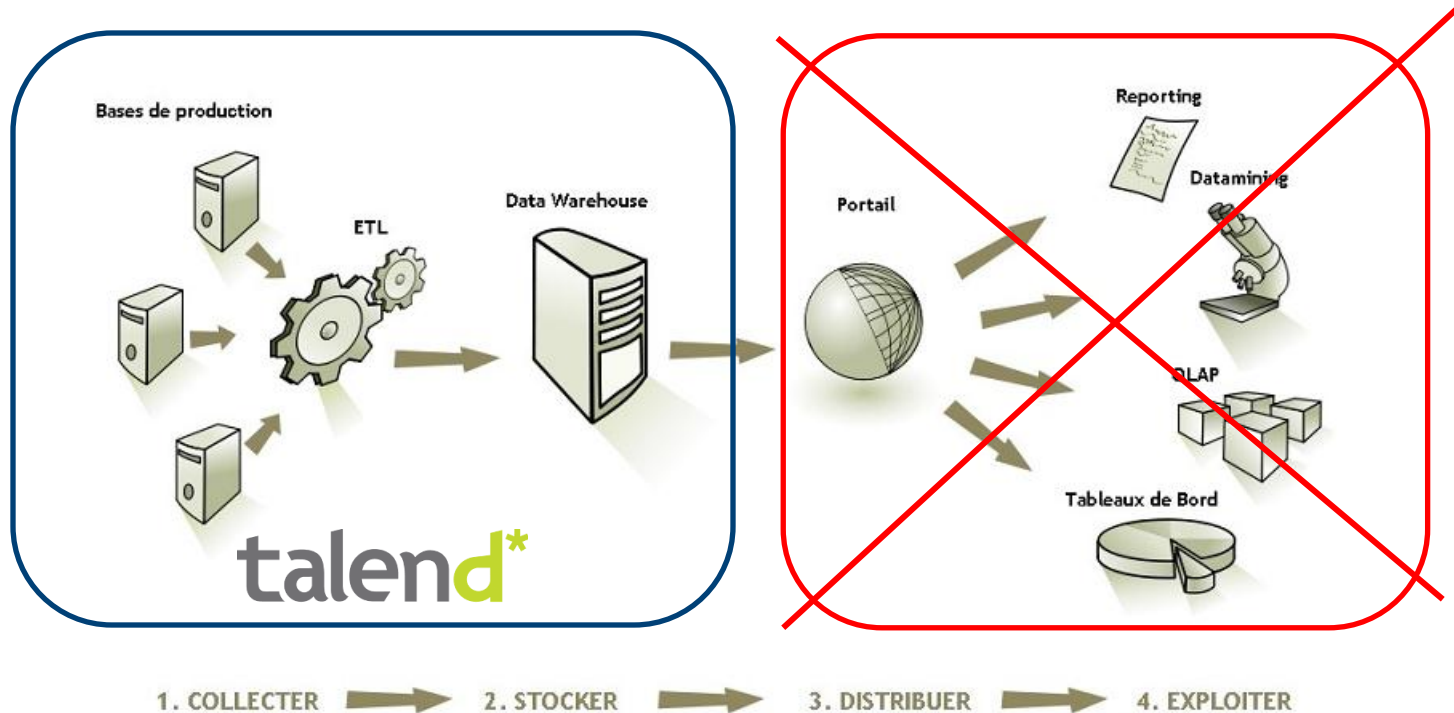 Bases de production
ETL
Data Warehouse
talend*
Portail
Reporting
Datamining
OLAP
Tableaux de Bord
1. COLLECTER
2. STOCKER
3. DISTRIBUER
4. EXPLOITER